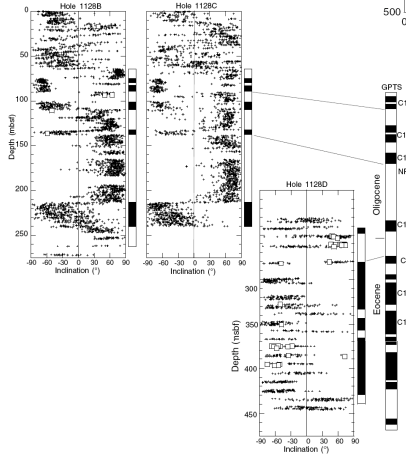 500
0
Hole 1128B
Hole 1128C
0
50
100
150
200
250
Depth (mbsf)
-90 -60 -30 0 30 60 90
Inclination (°)
-90 -60 -30 0 30 60 90
Inclination (°)
GPTS
C1
C1
C1
NR
Oligocene
C1
C
C1
Eocene
C1
Hole 1128D
300
350
400
450
Depth (mbsf)
-90 -60 -30 0 30 60 90
Inclination (°)